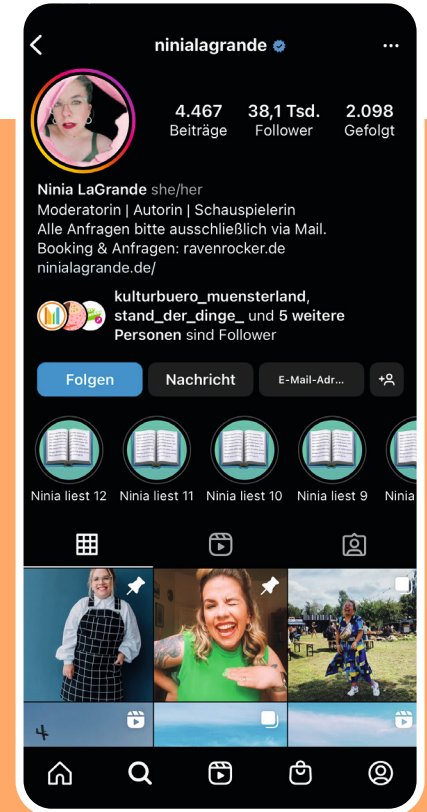 ninialagrande
4.467 38,1 Tsd. 2.098
Beiträge Follower Gefolgt
Ninia LaGrande she/her
Moderatorin | Autorin | Schauspielerin
Alle Anfragen bitte ausschließlich via Mail.
Booking & Anfragen: ravenrocker.de
ninialagrande.de/
kulturbuero_muensterland,
stand_der_dinge_ und 5 weitere
Personen sind Follower
Folgen Nachricht E-Mail-Adr...
Ninia liest 12 Ninia liest 11 Ninia liest 10 Ninia liest 9 Ninia